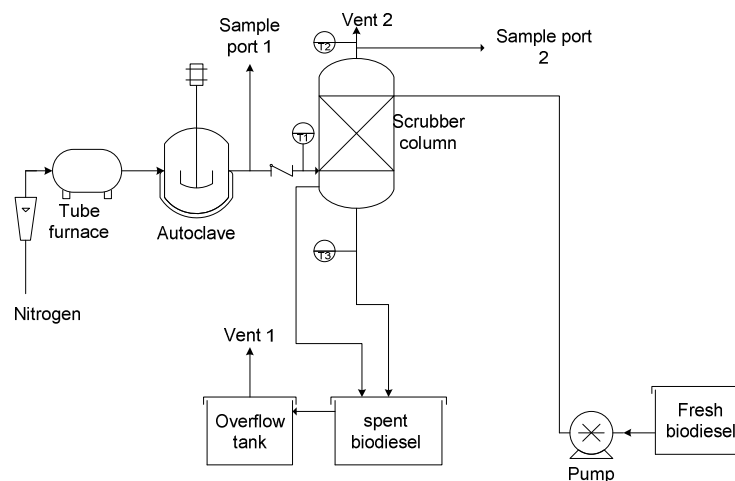 Sample
port 1
Vent 2
T2
Sample port
2
T1
Scrubber
column
Tube
furnace
Autoclave
T3
Nitrogen
Vent 1
Overflow
tank
spent
biodiesel
Fresh
biodiesel
Pump